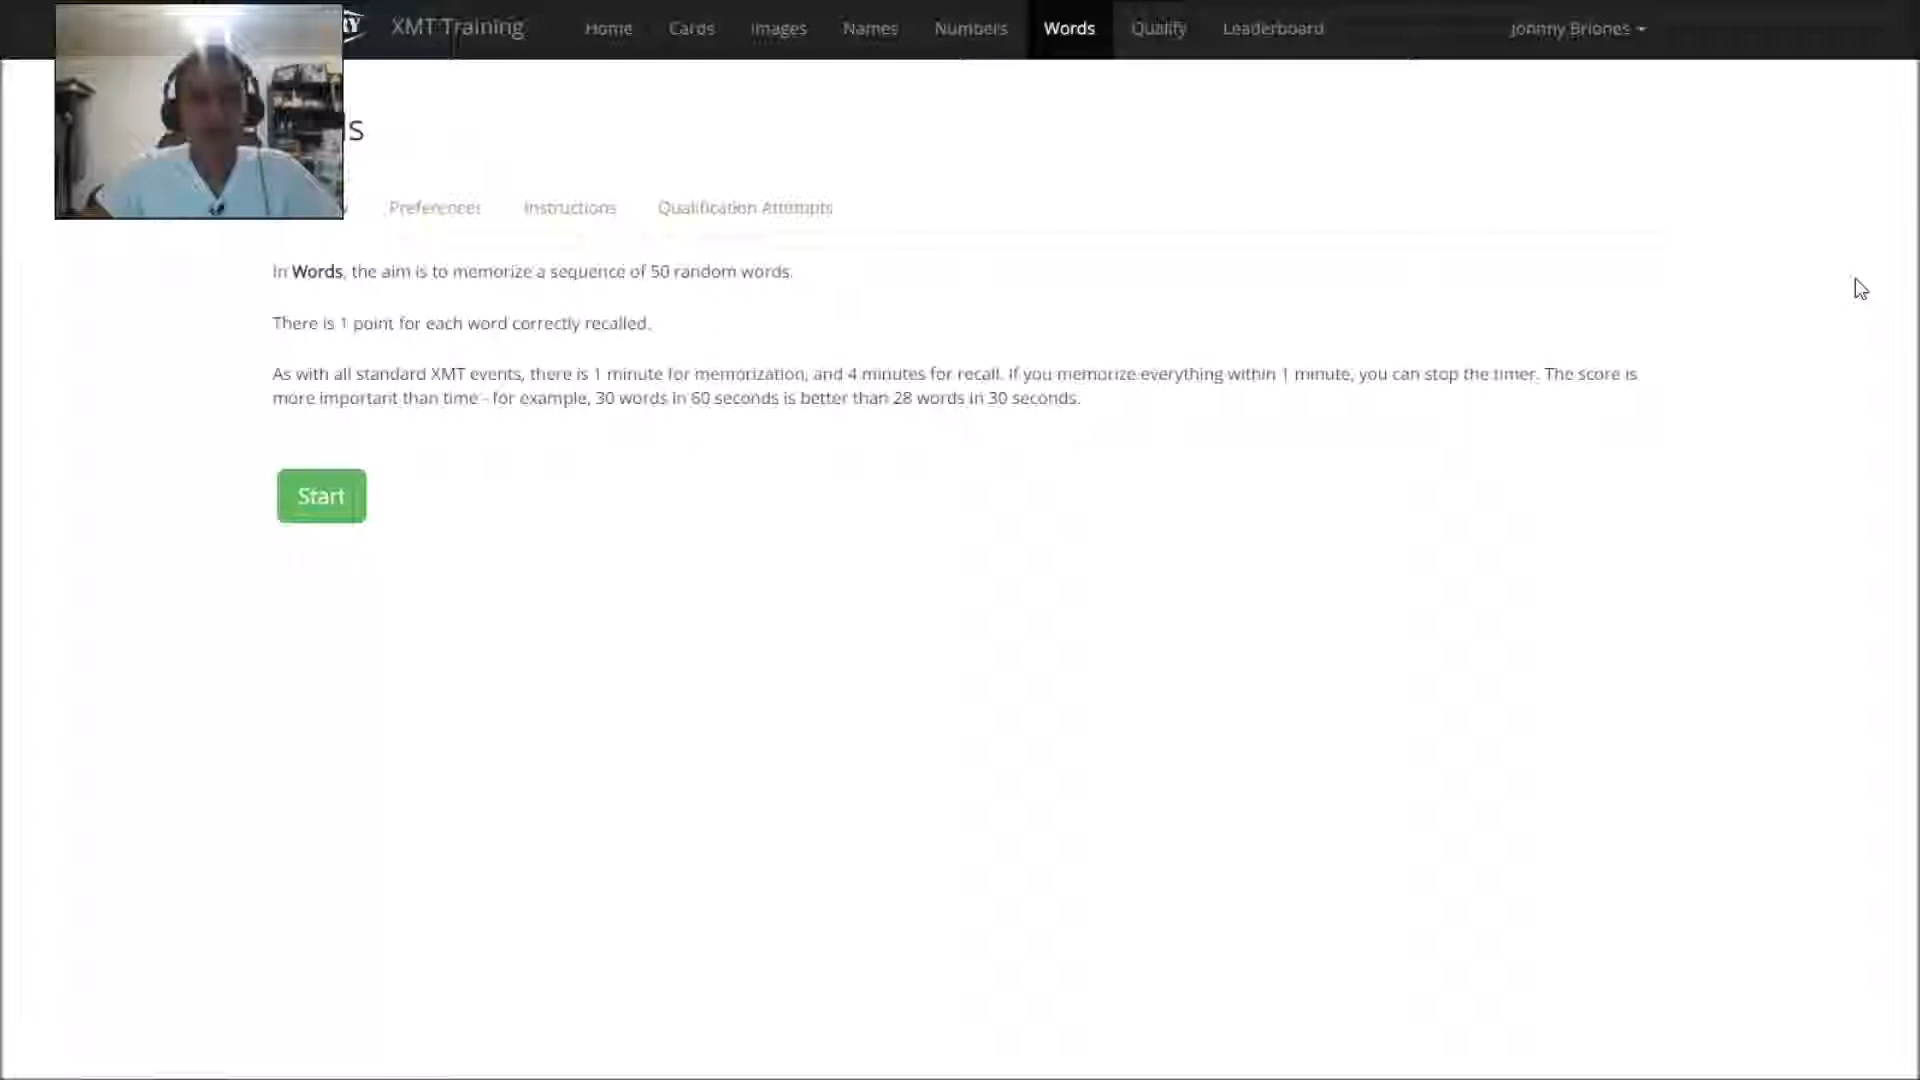 RY XMT Training Home Cards Images Names Numbers Words Qualify Leaderboard Johnny Briones
s
Preferences Instructions Qualification Attempts
In Words, the aim is to memorize a sequence of 50 random words.
There is 1 point for each word correctly recalled.
As with all standard XMT events, there is 1 minute for memorization, and 4 minutes for recall. If you memorize everything within 1 minute, you can stop the timer. The score is
more important than time - for example, 30 words in 60 seconds is better than 28 words in 30 seconds.
Start